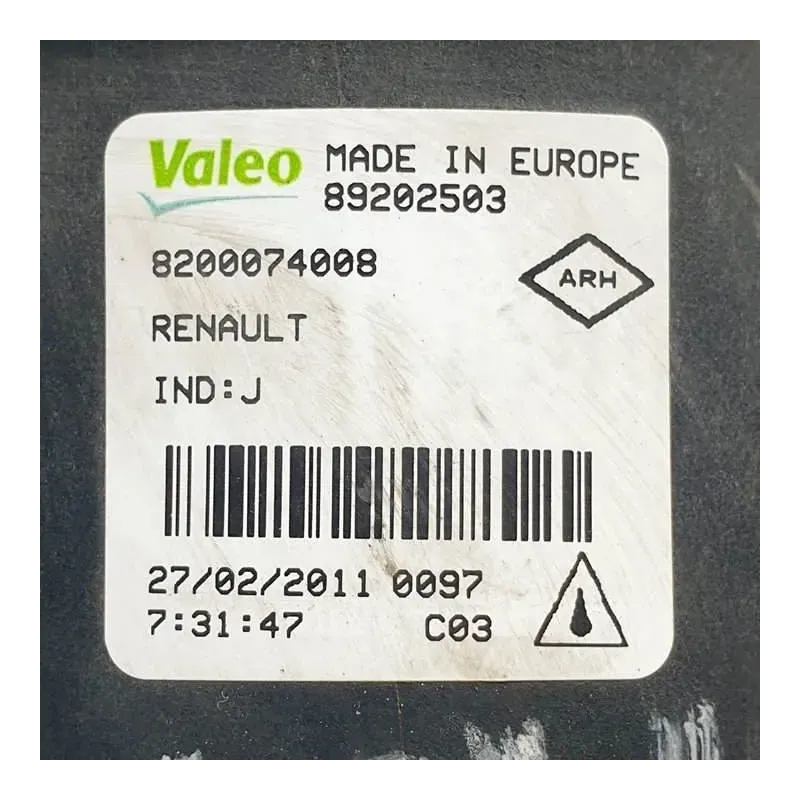 Valeo MADE IN EUROPE
89202503
8200074008
ARH
RENAULT
IND:J
27/02/2011 0097
7:31:47 C03